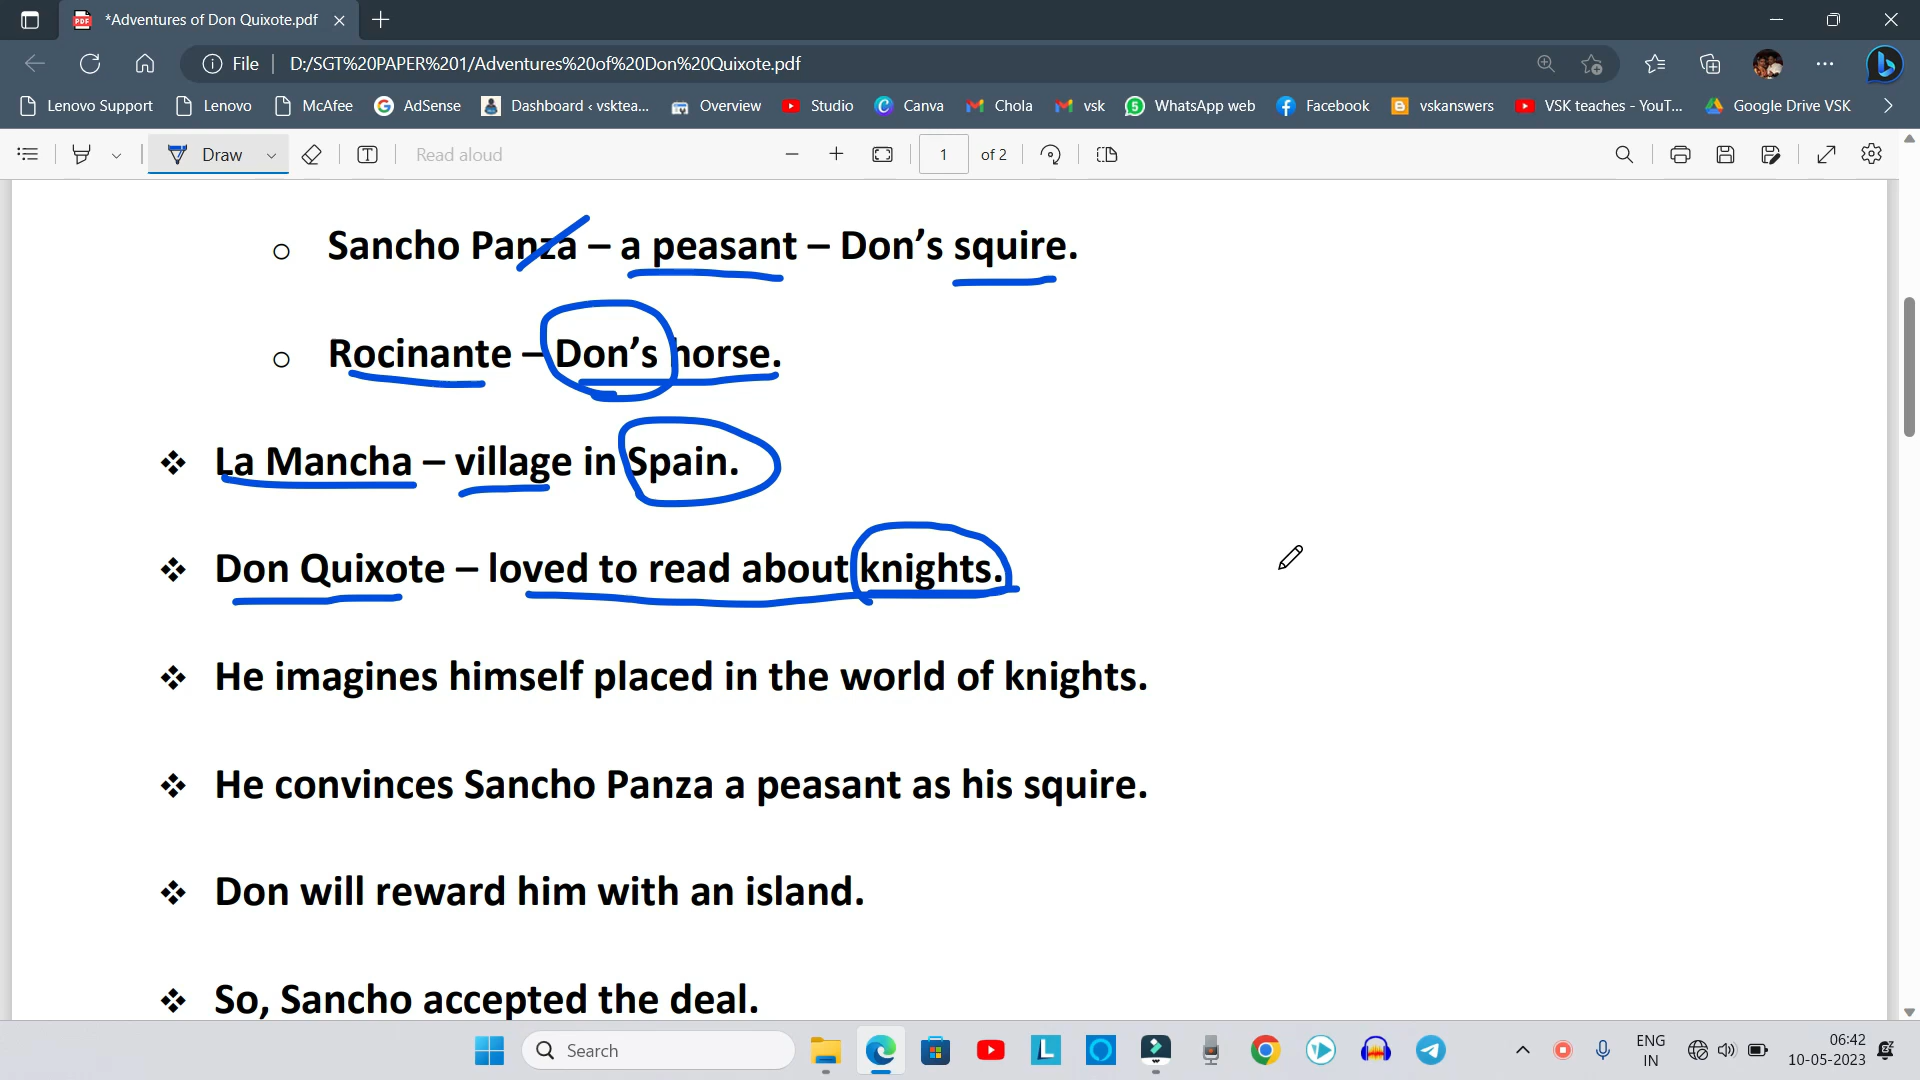 *Adventures of Don Quixote.pdf
File D:/SGT%20PAPER%201/Adventures%20of%20Don%20Quixote.pdf
Lenovo Support Lenovo McAfee AdSense Dashboard ‹ vsktea... Overview Studio Canva Chola vsk WhatsApp web Facebook vskanswers VSK teaches - YouT... Google Drive VSK
Draw Read aloud 1 of 2
o Sancho Panza – a peasant – Don’s squire.
o Rocinante – Don’s horse.
❖ La Mancha – village in Spain.
❖ Don Quixote – loved to read about knights.
❖ He imagines himself placed in the world of knights.
❖ He convinces Sancho Panza a peasant as his squire.
❖ Don will reward him with an island.
❖ So, Sancho accepted the deal.
Search ENG 06:42
IN 10-05-2023